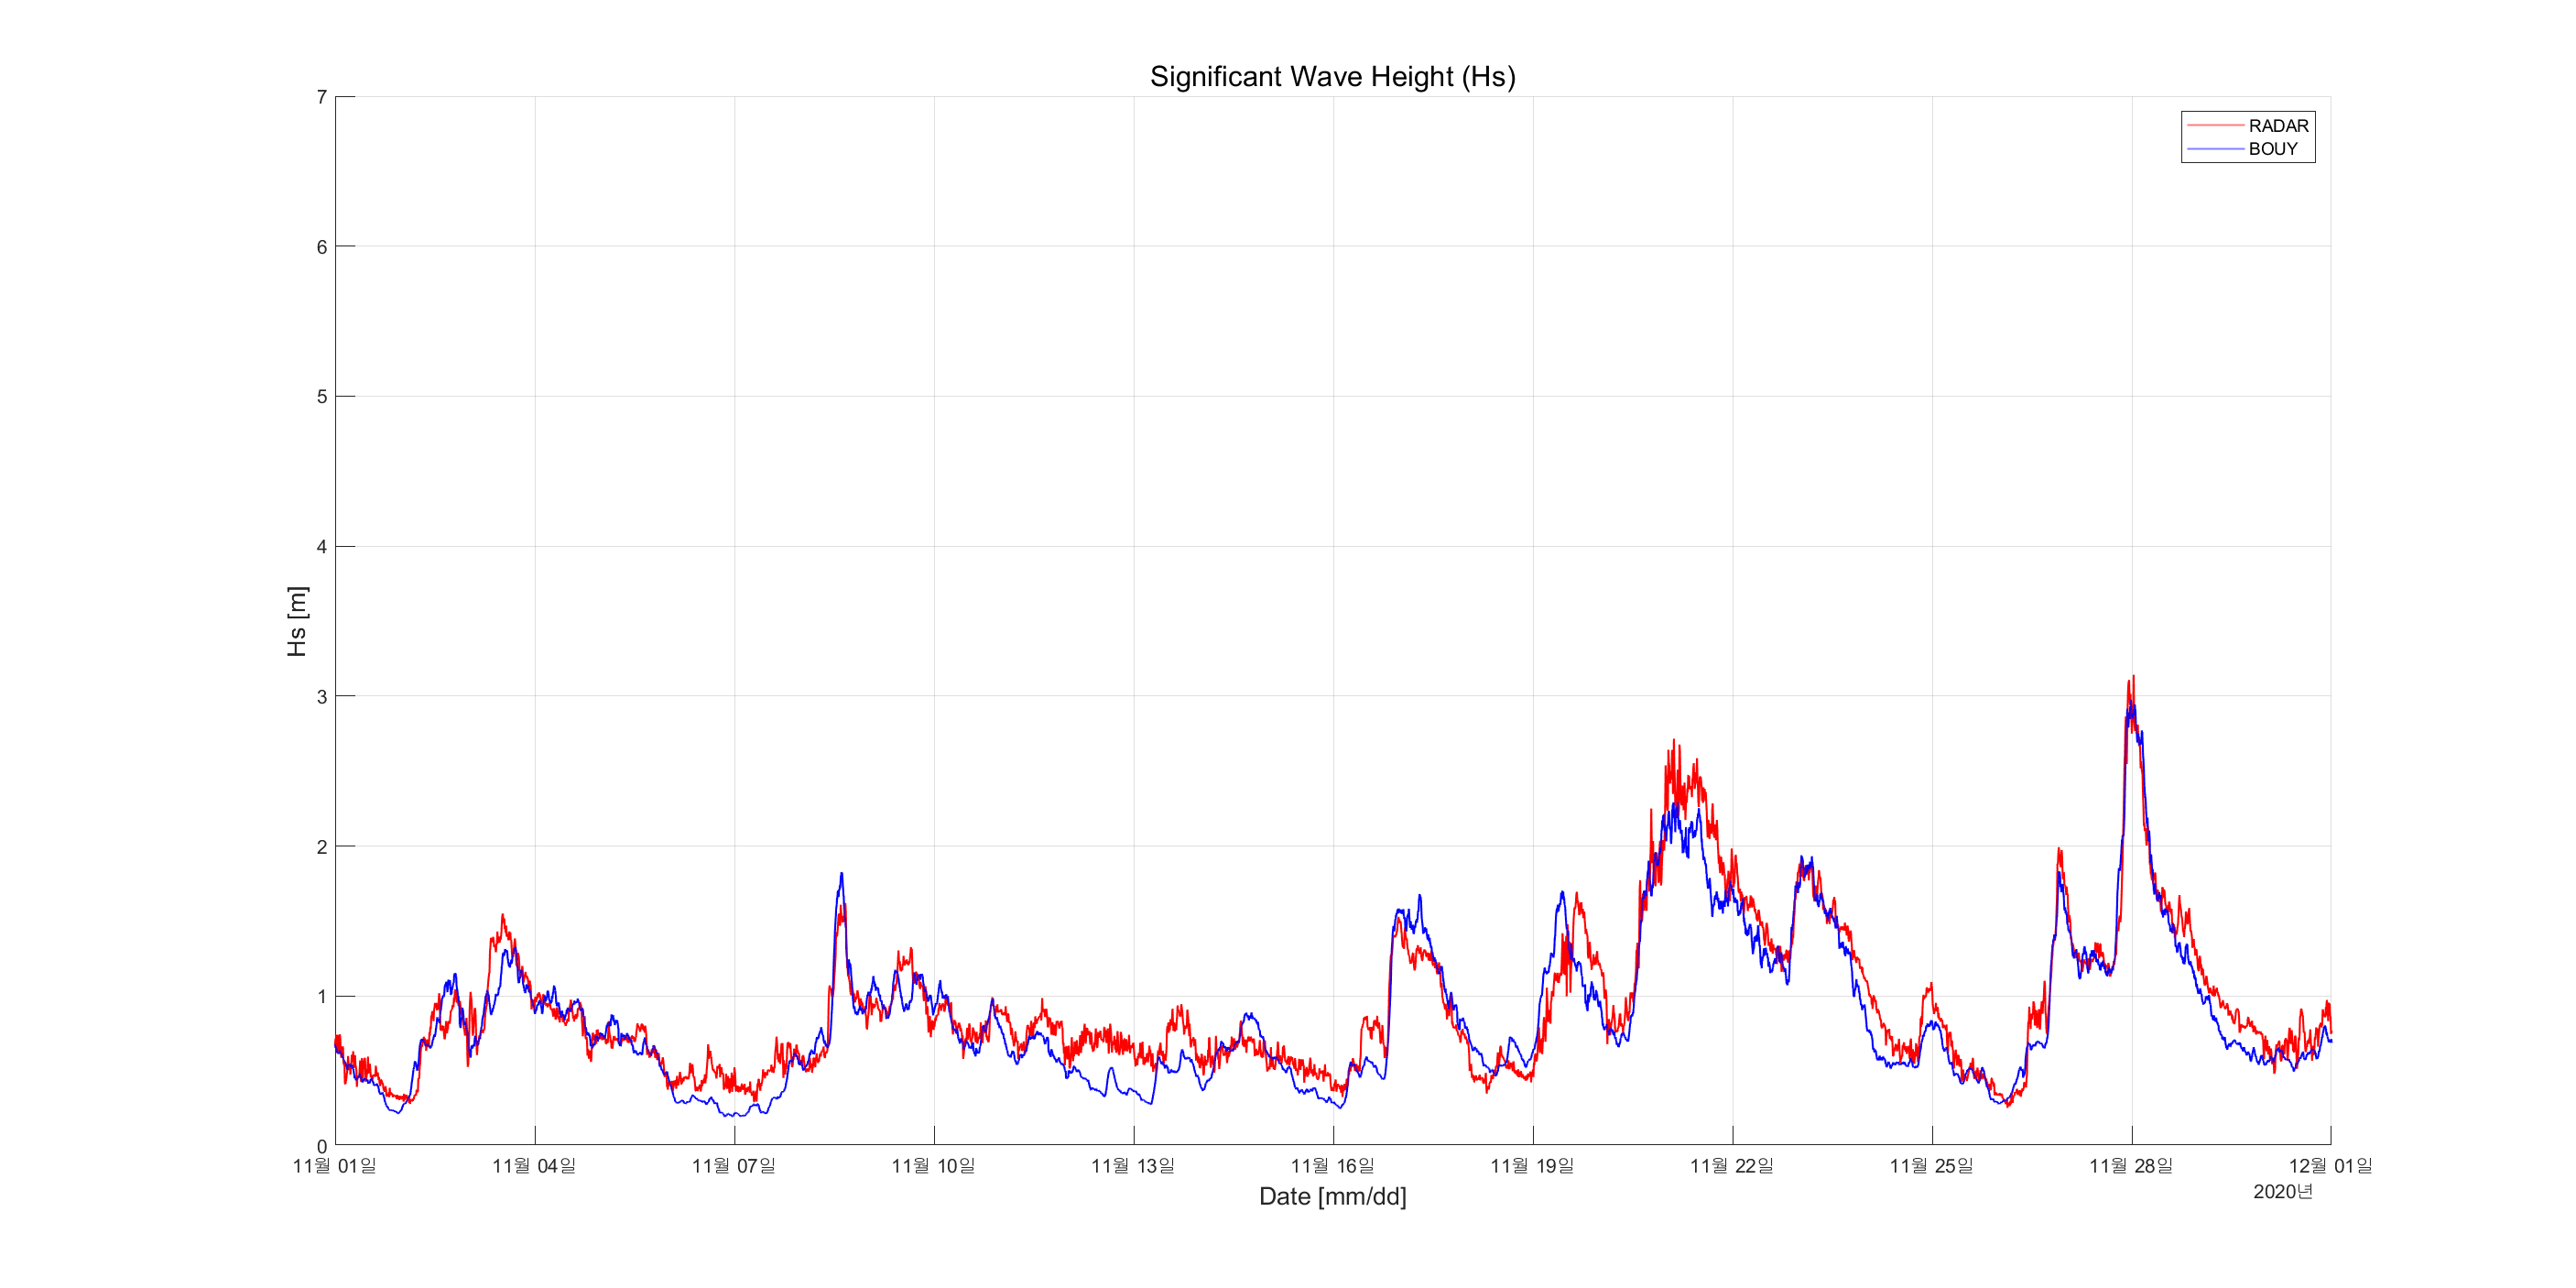 Significant Wave Height (Hs)
RADAR
BOUY
7
6
5
4
3
2
1
0
Hs [m]
11월 01일 11월 04일 11월 07일 11월 10일 11월 13일 11월 16일 11월 19일 11월 22일 11월 25일 11월 28일 12월 01일
2020년
Date [mm/dd]